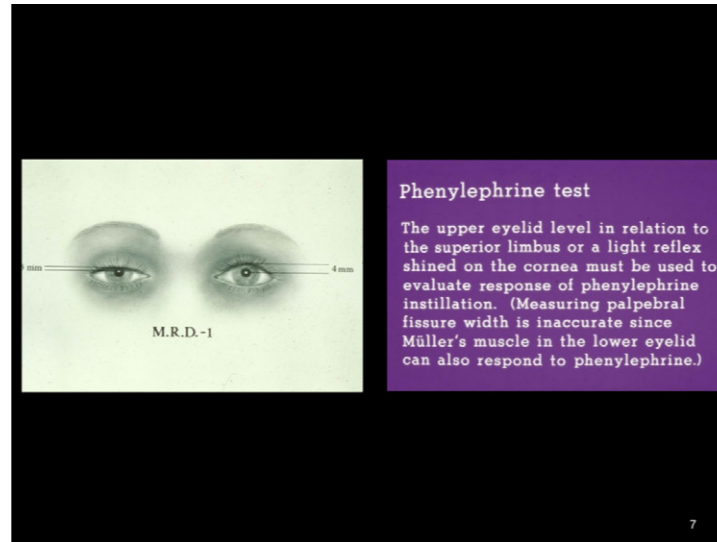 mm
4 mm
M.R.D.-1
Phenylephrine test
The upper eyelid level in relation to
the superior limbus or a light reflex
shined on the cornea must be used to
evaluate response of phenylephrine
instillation. (Measuring palpebral
fissure width is inaccurate since
Müller's muscle in the lower eyelid
can also respond to phenylephrine.)
7